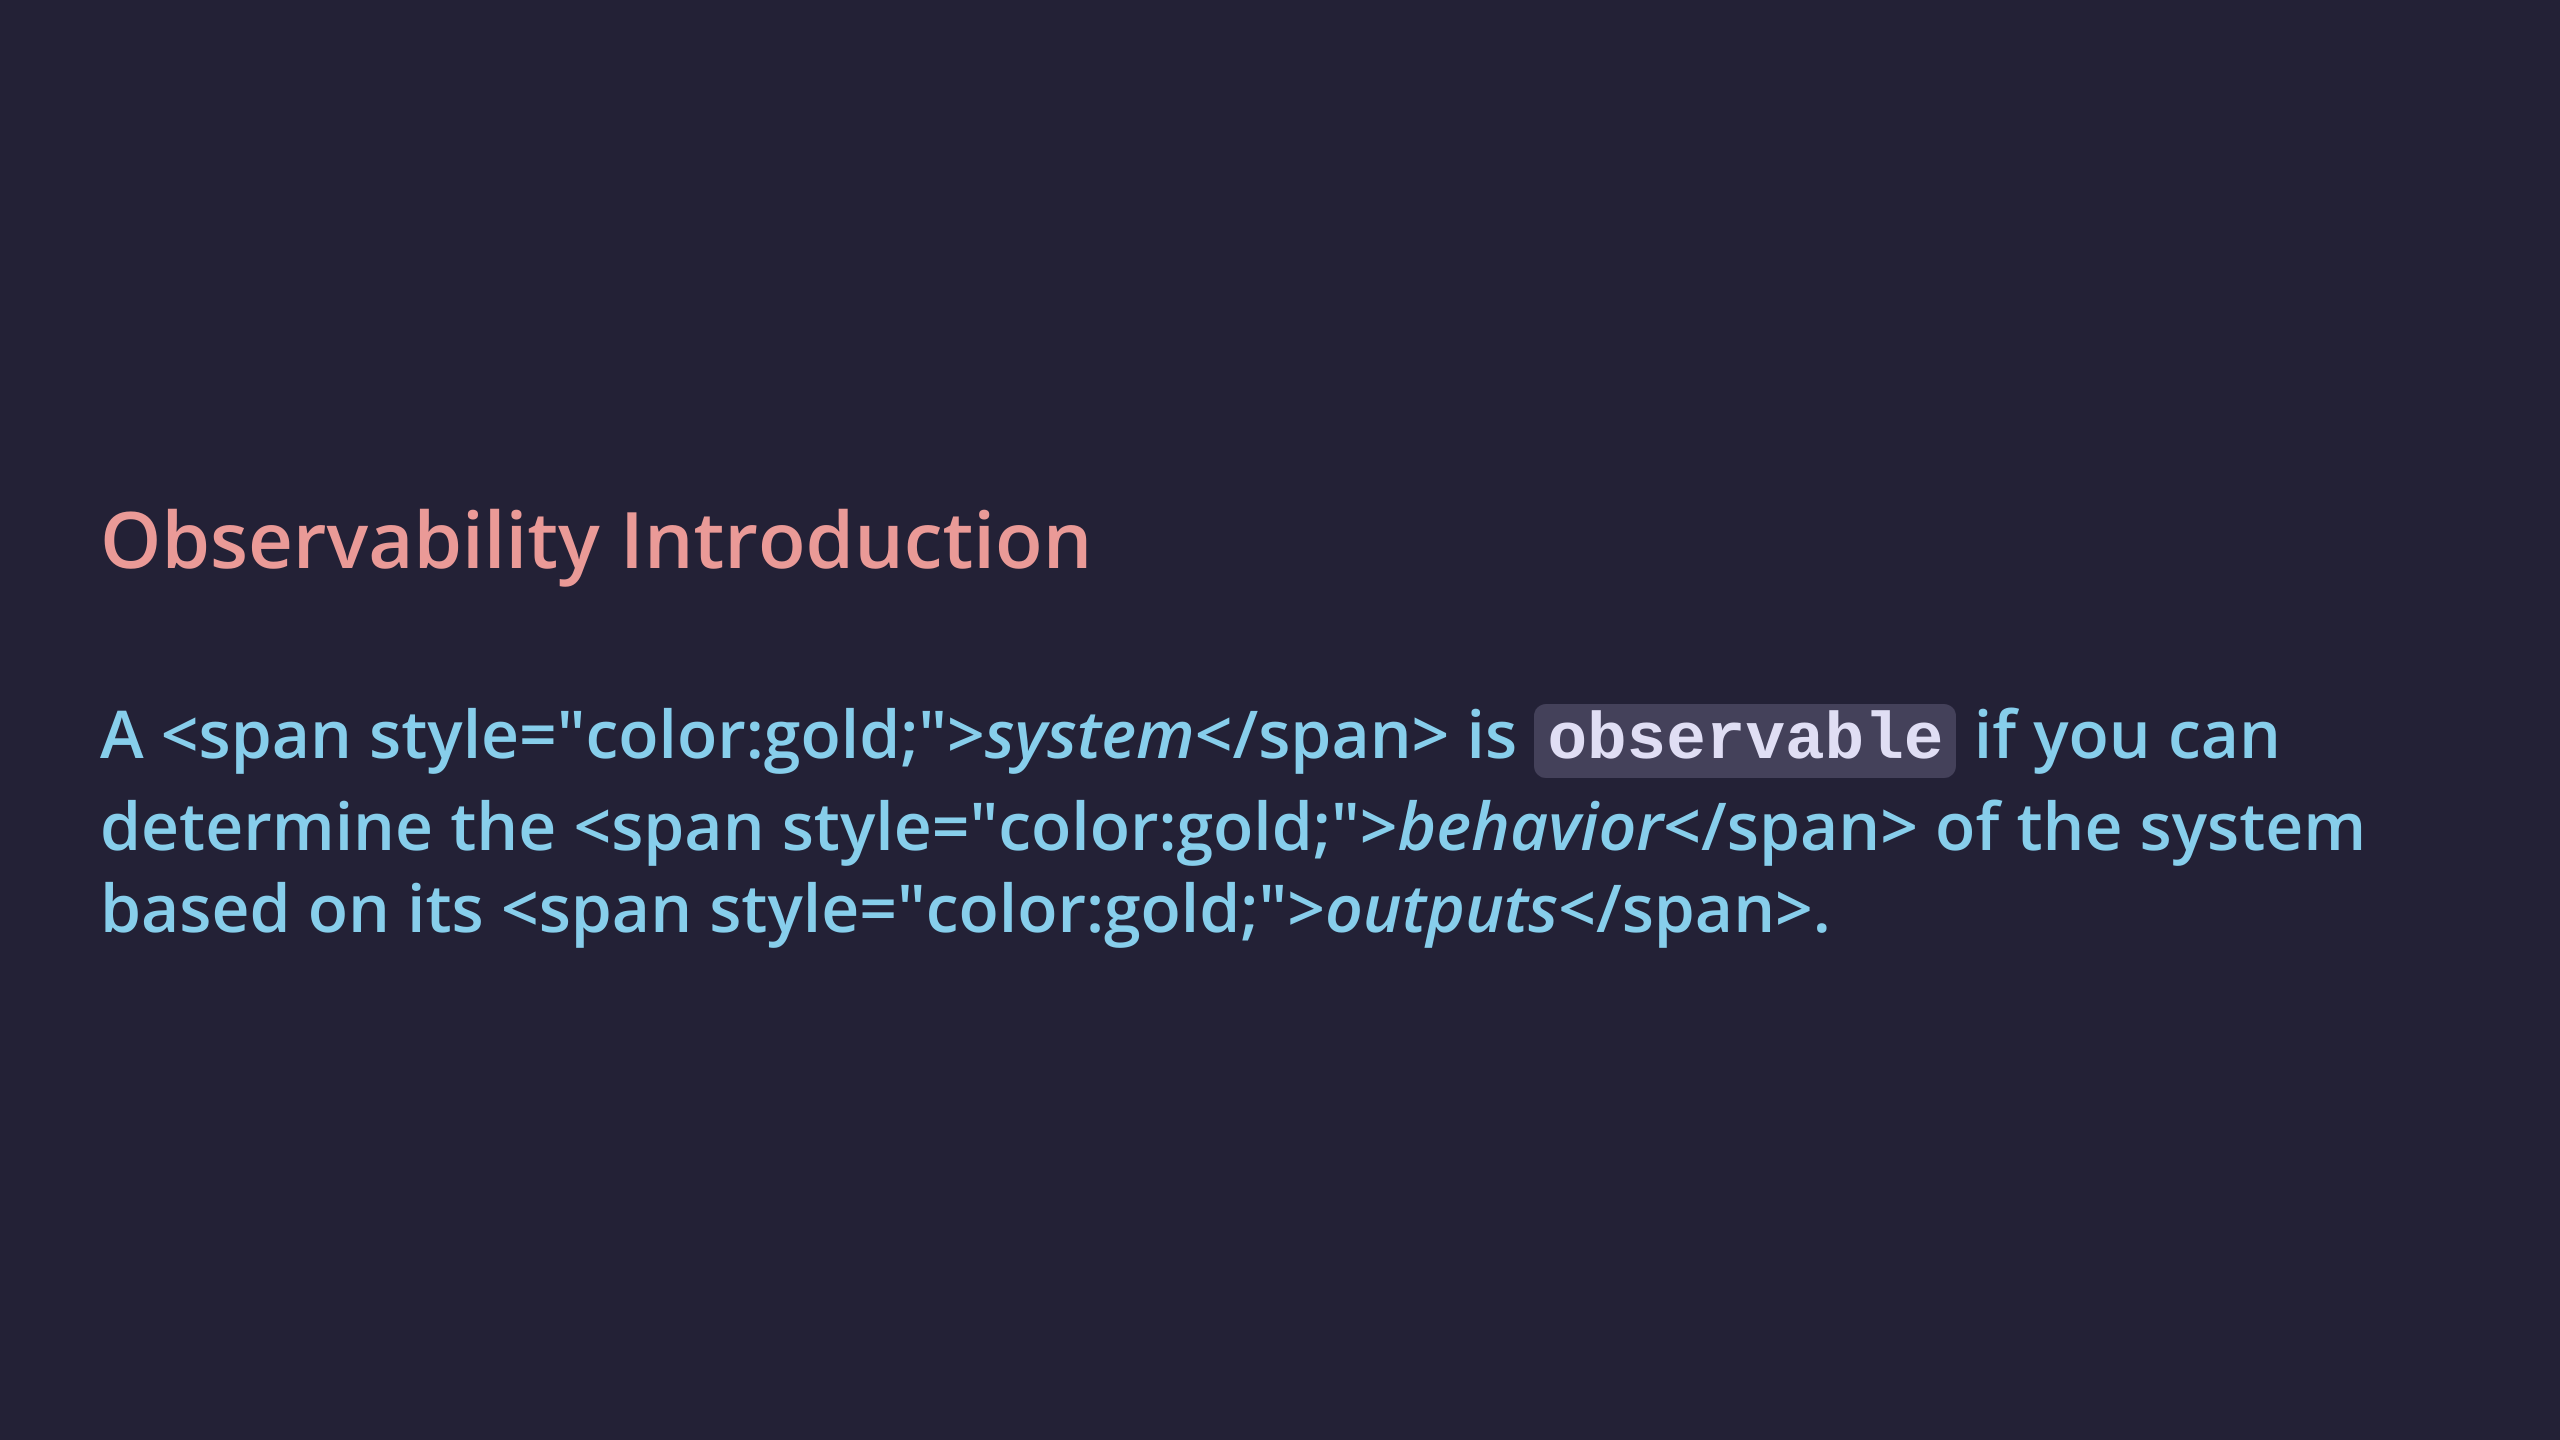 Observability Introduction
A <span style="color:gold;">system</span> is observable if you can
determine the <span style="color:gold;">behavior</span> of the system
based on its <span style="color:gold;">outputs</span>.